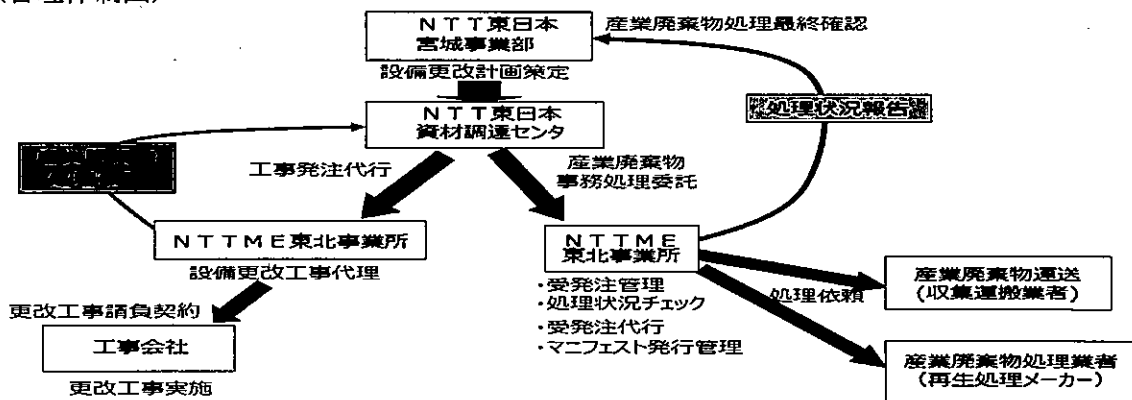 ＮＴＴ東日本
宮城事業部
産業廃棄物処理最終確認
設備更改計画策定
ＮＴＴ東日本
資材調達センタ
処理状況報告
工事発注代行
産業廃棄物
事務処理委託
ＮＴＴＭＥ東北事業所
設備更改工事代理
ＮＴＴＭＥ
東北事業所
・受発注管理
・処理状況チェック
・受発注代行
・マニフェスト発行管理
処理依頼
産業廃棄物運送
（収集運搬業者）
更改工事請負契約
工事会社
更改工事実施
産業廃棄物処理業者
（再生処理メーカー）